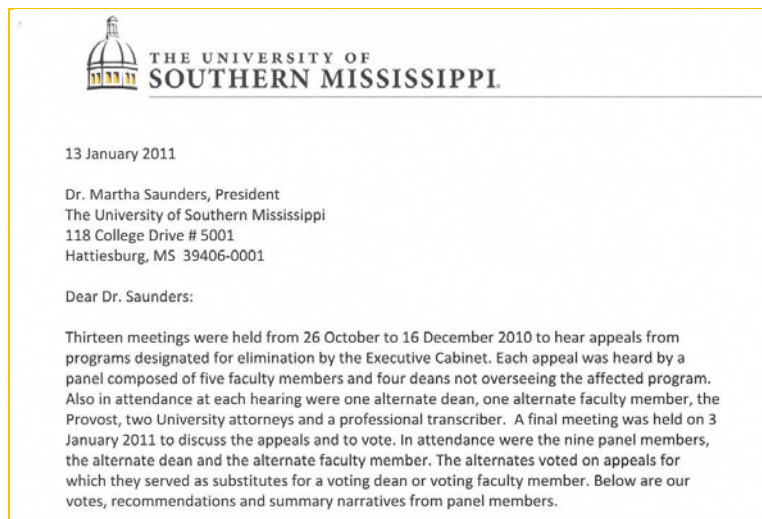 THE UNIVERSITY OF
SOUTHERN MISSISSIPPI.
13 January 2011
Dr. Martha Saunders, President
The University of Southern Mississippi
118 College Drive # 5001
Hattiesburg, MS  39406-0001
Dear Dr. Saunders:
Thirteen meetings were held from 26 October to 16 December 2010 to hear appeals from
programs designated for elimination by the Executive Cabinet. Each appeal was heard by a
panel composed of five faculty members and four deans not overseeing the affected program.
Also in attendance at each hearing were one alternate dean, one alternate faculty member, the
Provost, two University attorneys and a professional transcriber.  A final meeting was held on 3
January 2011 to discuss the appeals and to vote. In attendance were the nine panel members,
the alternate dean and the alternate faculty member. The alternates voted on appeals for
which they served as substitutes for a voting dean or voting faculty member. Below are our
votes, recommendations and summary narratives from panel members.